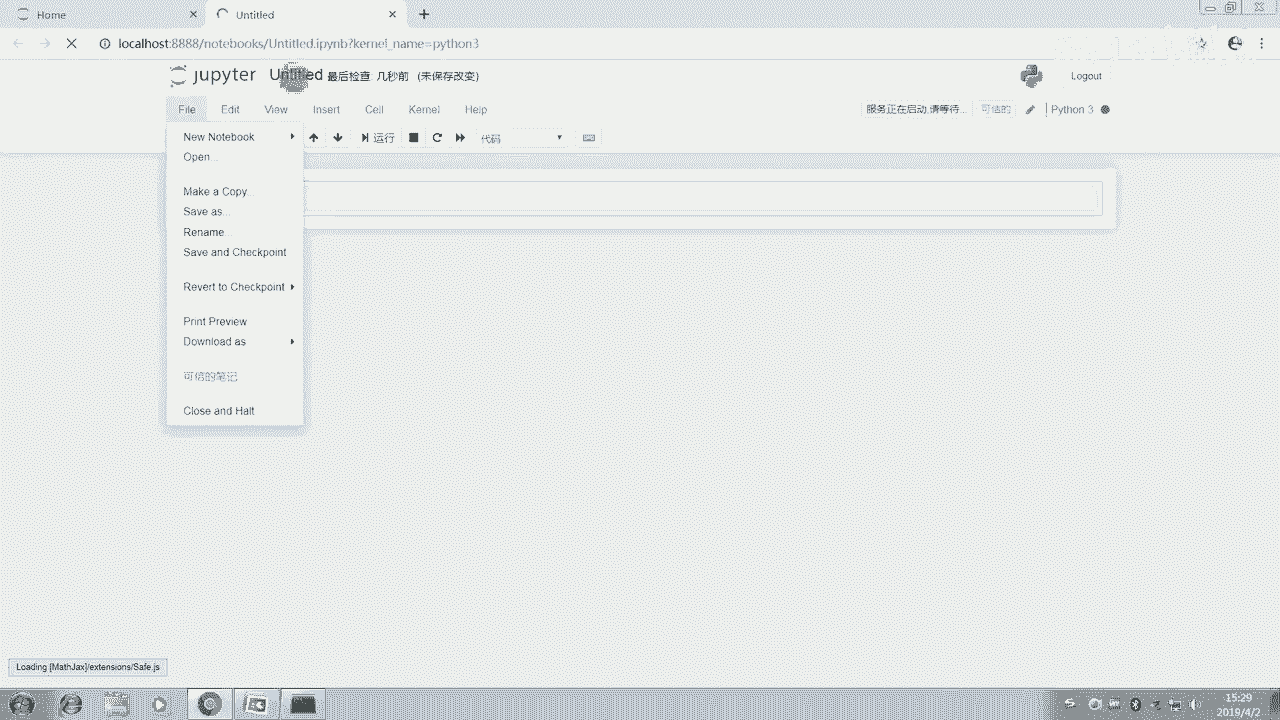 Home
Untitled
localhost:8888/notebooks/Untitled.ipynb?kernel_name=python3
jupyter Untitled 最后检查: 几秒前 (未保存改变)
Logout
File Edit View Insert Cell Kernel Help
服务正在启动,请等待... 可信的 Python 3
运行 代码
New Notebook
Open...
Make a Copy...
Save as...
Rename...
Save and Checkpoint
Revert to Checkpoint
Print Preview
Download as
可信的笔记
Close and Halt
Loading [MathJax]/extensions/Safe.js
15:29
2019/4/2